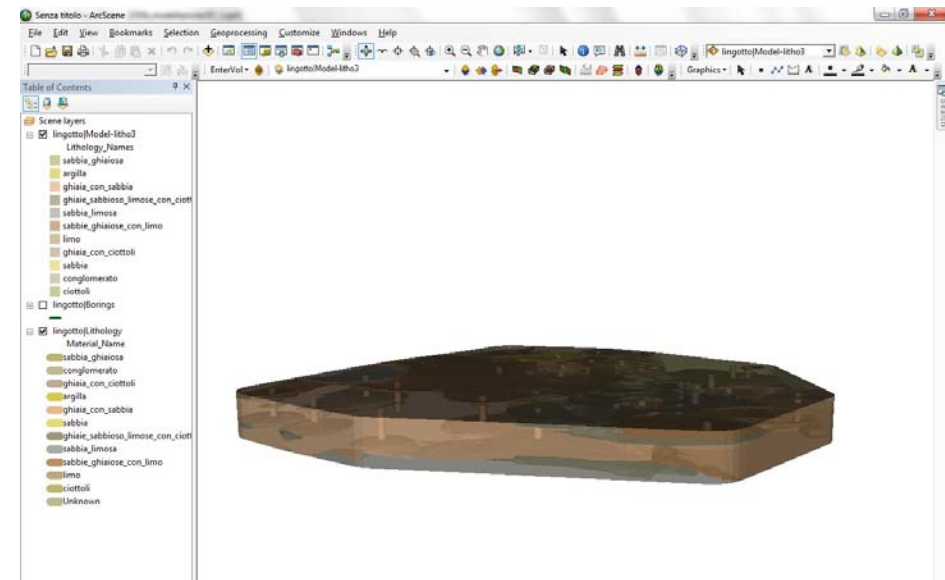 Senza titolo - ArcScene
File Edit View Bookmarks Selection Geoprocessing Customize Windows Help
lingotto|Model-litho3
EnterVol lingotto|Model-litho3 Graphics A A
Table of Contents
Scene layers
lingotto|Model-litho3
Lithology_Names
sabbia_ghiaiosa
argilla
ghiaia_con_sabbia
ghiaie_sabbioso_limose_con_ciott
sabbia_limosa
sabbie_ghiaiose_con_limo
limo
ghiaia_con_ciottoli
sabbia
conglomerato
ciottoli
lingotto|Borings
lingotto|Lithology
Material_Name
sabbia_ghiaiosa
conglomerato
ghiaia_con_ciottoli
argilla
ghiaia_con_sabbia
sabbia
ghiaie_sabbioso_limose_con_ciott
sabbia_limosa
sabbie_ghiaiose_con_limo
limo
ciottoli
Unknown